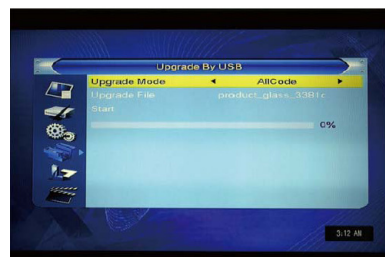 Upgrade By USB
Upgrade Mode AllCode
Upgrade File product_glass_3381c
Start
0%
3:12 AM